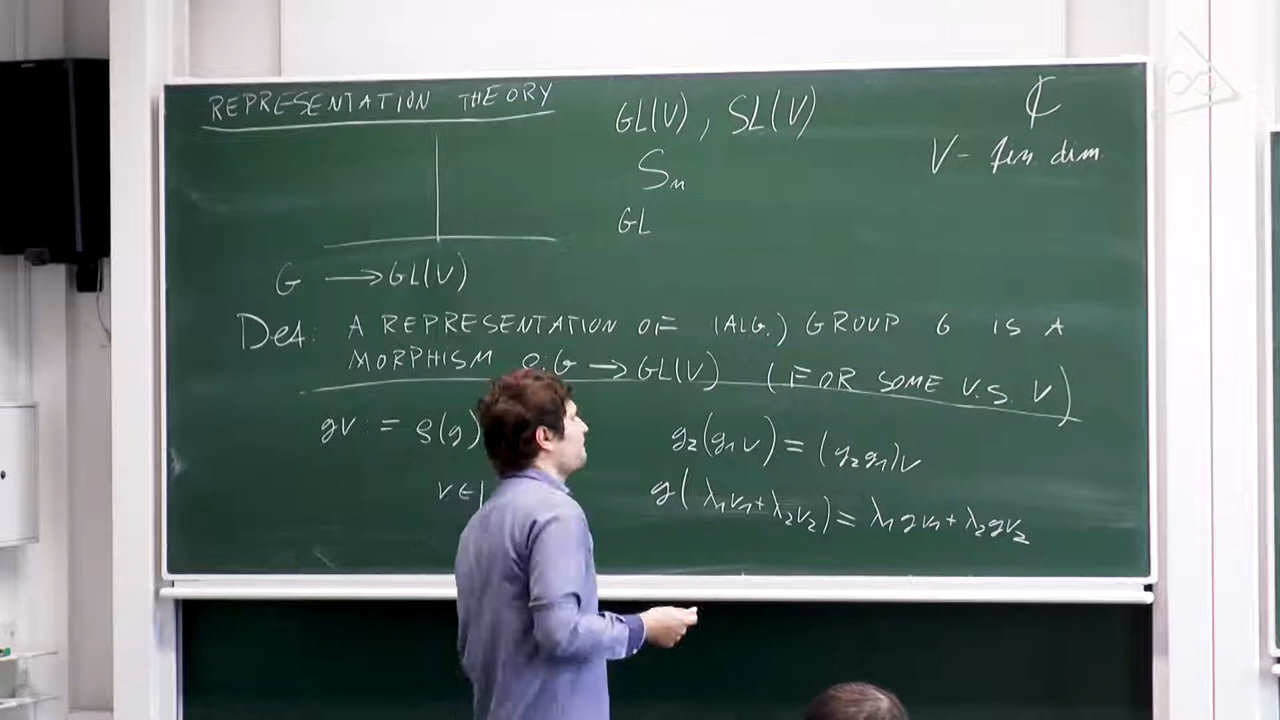 REPRESENTATION THEORY
GL(V), SL(V)
ℂ
V - fin dim.
Sₙ
GL
G → GL(V)
Def: A REPRESENTATION OF (ALG.) GROUP G IS A
MORPHISM ρ: G → GL(V) (FOR SOME V.S. V)
gv := ρ(g)
g₂(g₁v) = (g₂g₁)v
v ∈
g(λ₁v₁+λ₂v₂) = λ₁gv₁+λ₂gv₂